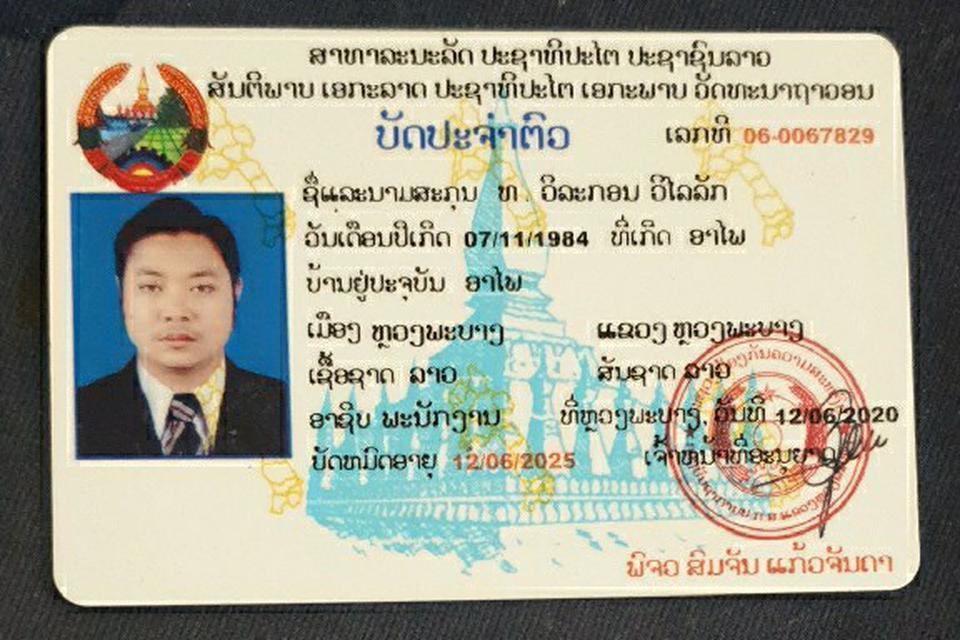 ສາທາລະນະລັດ ປະຊາທິປະໄຕ ປະຊາຊົນລາວ
ສັນຕິພາບ ເອກະລາດ ປະຊາທິປະໄຕ ເອກະພາບ ວັດທະນາຖາວອນ
ບັດປະຈຳຕົວ ເລກທີ 06-0067829
ຊື່ແລະນາມສະກຸນ ທ. ວິລະກອນ ວິໄລລັກ
ວັນເດືອນປີເກີດ 07/11/1984 ທີ່ເກີດ ອາໄພ
ບ້ານຢູ່ປະຈຸບັນ ອາໄພ
ເມືອງ ຫຼວງພະບາງ ແຂວງ ຫຼວງພະບາງ
ເຊື້ອຊາດ ລາວ ສັນຊາດ ລາວ
ອາຊີບ ພະນັກງານ ທີ່ຫຼວງພະບາງ, ວັນທີ 12/06/2020
ບັດຫມົດອາຍຸ 12/06/2025 ເຈົ້າຫນ້າທີ່ອະນຸຍາດ
ພິຈວ ສົມຈັນ ແກ້ວຈັນດາ